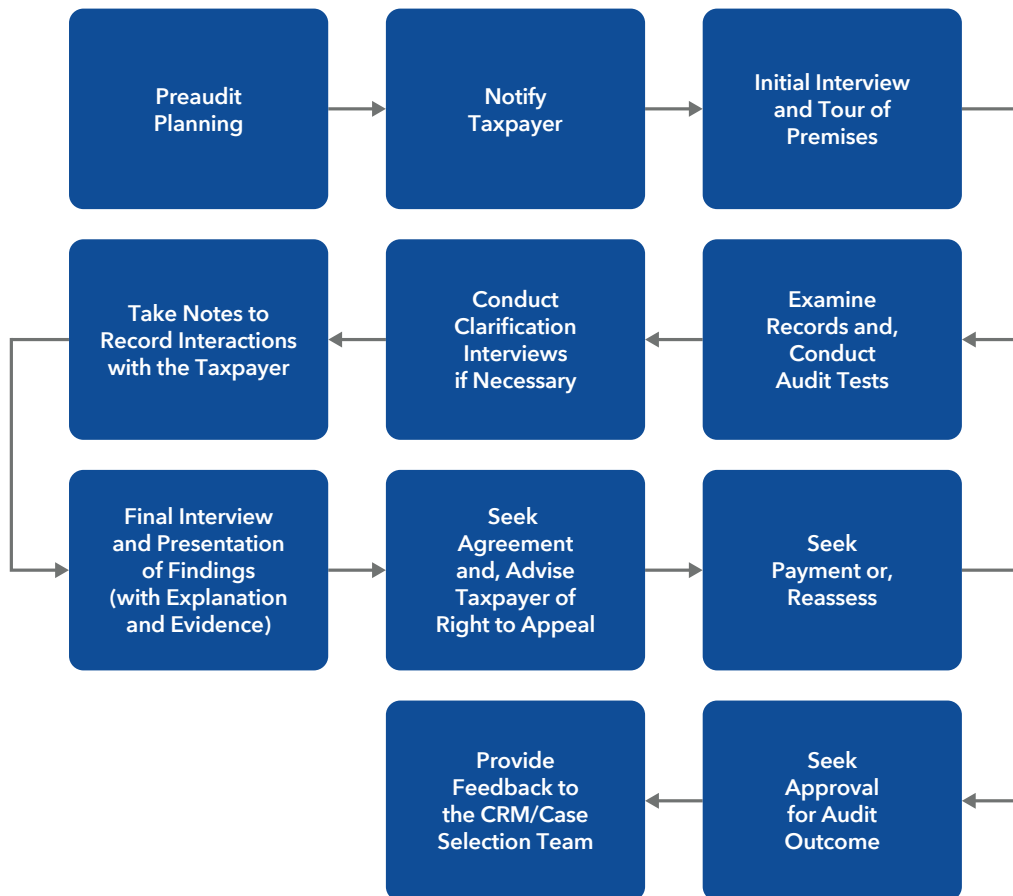 Preaudit
Planning
Notify
Taxpayer
Initial Interview
and Tour of
Premises
Examine
Records and,
Conduct
Audit Tests
Conduct
Clarification
Interviews
if Necessary
Take Notes to
Record Interactions
with the Taxpayer
Final Interview
and Presentation
of Findings
(with Explanation
and Evidence)
Seek
Agreement
and, Advise
Taxpayer of
Right to Appeal
Seek
Payment or,
Reassess
Seek
Approval
for Audit
Outcome
Provide
Feedback to
the CRM/Case
Selection Team